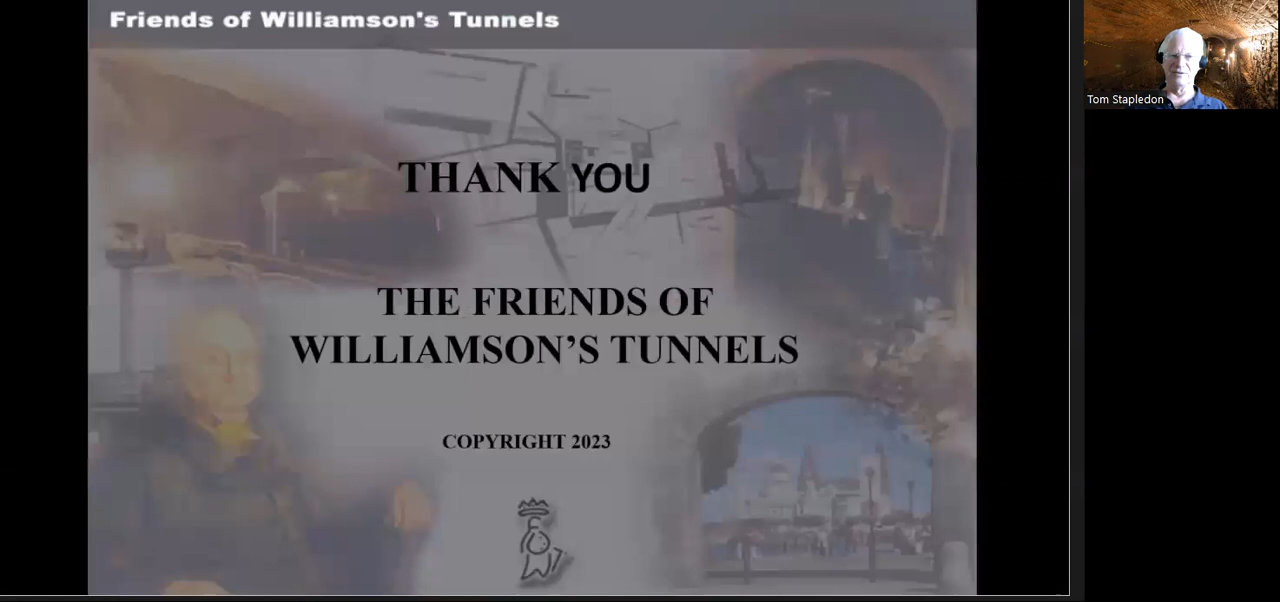 Friends of Williamson's Tunnels
THANK YOU
THE FRIENDS OF
WILLIAMSON’S TUNNELS
COPYRIGHT 2023
Tom Stapledon